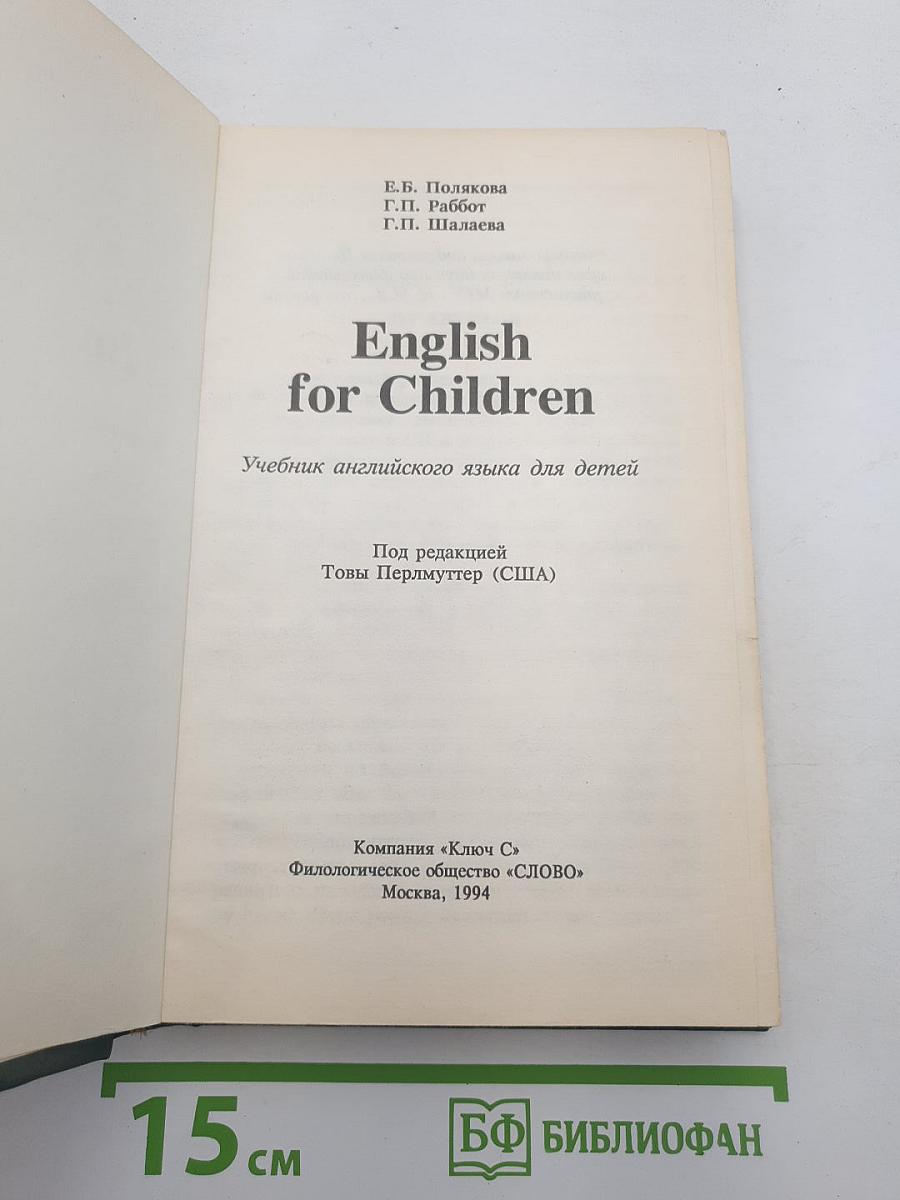 Е.Б. Полякова
Г.П. Раббот
Г.П. Шалаева
English
for Children
Учебник английского языка для детей
Под редакцией
Товы Перлмуттер (США)
Компания «Ключ С»
Филологическое общество «СЛОВО»
Москва, 1994
15 см
БФ БИБЛИОФАН